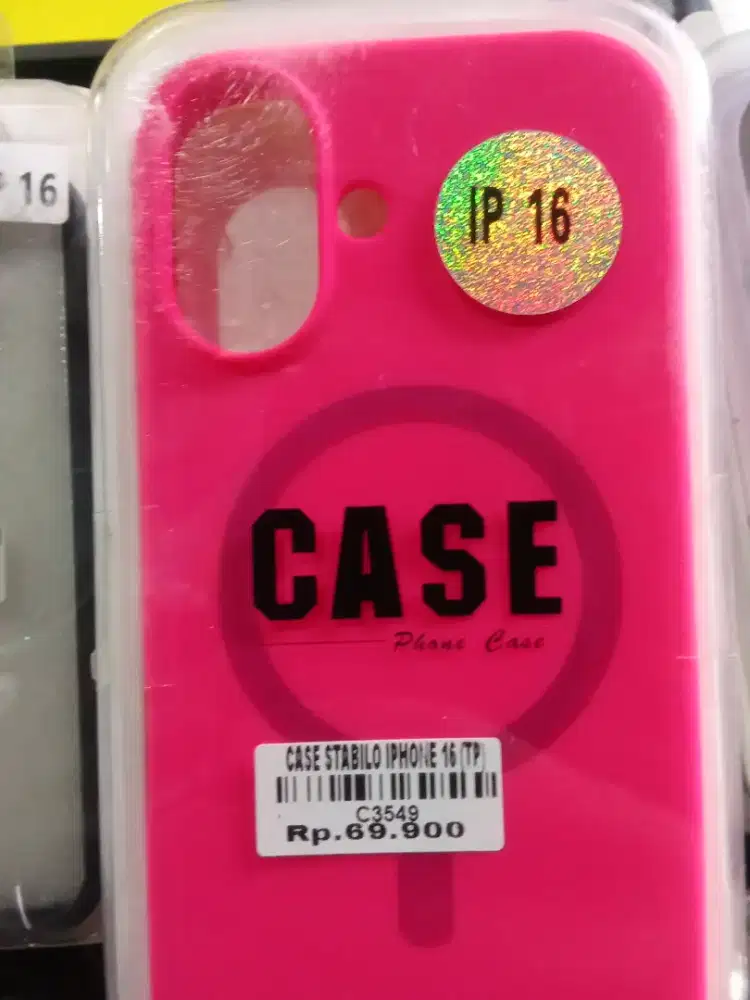 16
IP 16
CASE
Phone Case
CASE STABILO IPHONE 16 (TP)
C3549
Rp.69.900